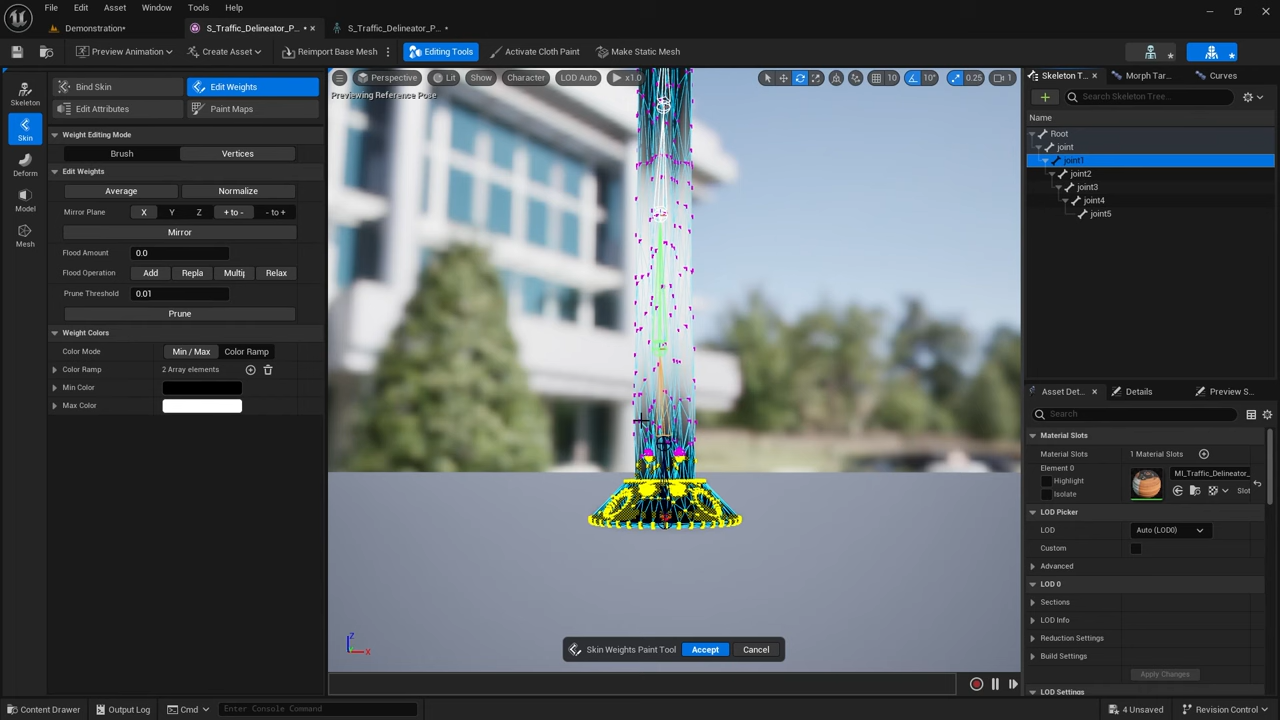 File Edit Asset Window Tools Help
Demonstration*
S_Traffic_Delineator_P... •
S_Traffic_Delineator_P... •
Preview Animation
Create Asset
Reimport Base Mesh
Editing Tools
Activate Cloth Paint
Make Static Mesh
Skeleton
Skin
Deform
Model
Mesh
Bind Skin
Edit Weights
Edit Attributes
Paint Maps
Weight Editing Mode
Brush
Vertices
Edit Weights
Average
Normalize
Mirror Plane
X
Y
Z
+ to -
- to +
Mirror
Flood Amount
0.0
Flood Operation
Add
Repla
Multi
Relax
Prune Threshold
0.01
Prune
Weight Colors
Color Mode
Min / Max
Color Ramp
Color Ramp
2 Array elements
Min Color
Max Color
Perspective
Lit
Show
Character
LOD Auto
x1.0
10
10°
0.25
1
Previewing Reference Pose
Z
X
Skin Weights Paint Tool
Accept
Cancel
Skeleton T...
Morph Tar...
Curves
Search Skeleton Tree...
Name
Root
joint
joint1
joint2
joint3
joint4
joint5
Asset Det...
Details
Preview S...
Search
Material Slots
Material Slots
1 Material Slots
Element 0
Highlight
Isolate
MI_Traffic_Delineator_
Slot
LOD Picker
LOD
Auto (LOD0)
Custom
Advanced
LOD 0
Sections
LOD Info
Reduction Settings
Build Settings
Apply Changes
LOD Settings
Content Drawer
Output Log
Cmd
Enter Console Command
4 Unsaved
Revision Control